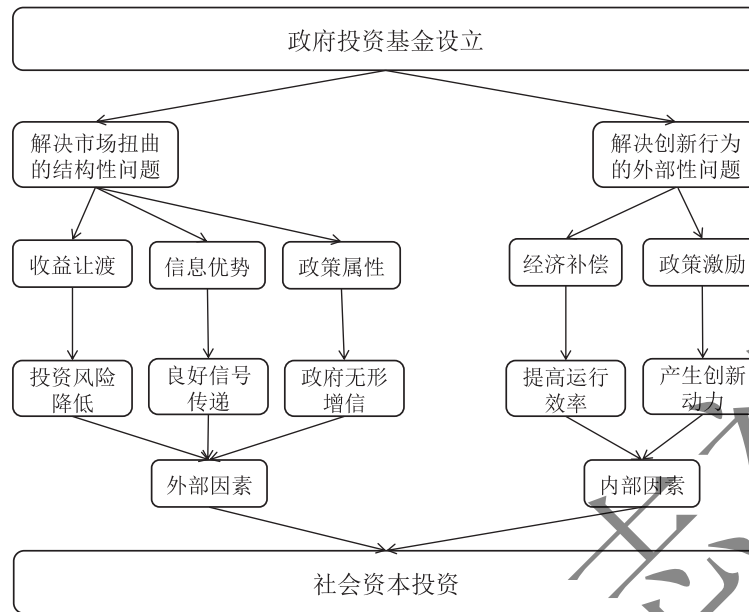 政府投资基金设立
解决市场扭曲
的结构性问题
解决创新行为
的外部性问题
收益让渡
信息优势
政策属性
经济补偿
政策激励
投资风险
降低
良好信号
传递
政府无形
增信
提高运行
效率
产生创新
动力
外部因素
内部因素
社会资本投资